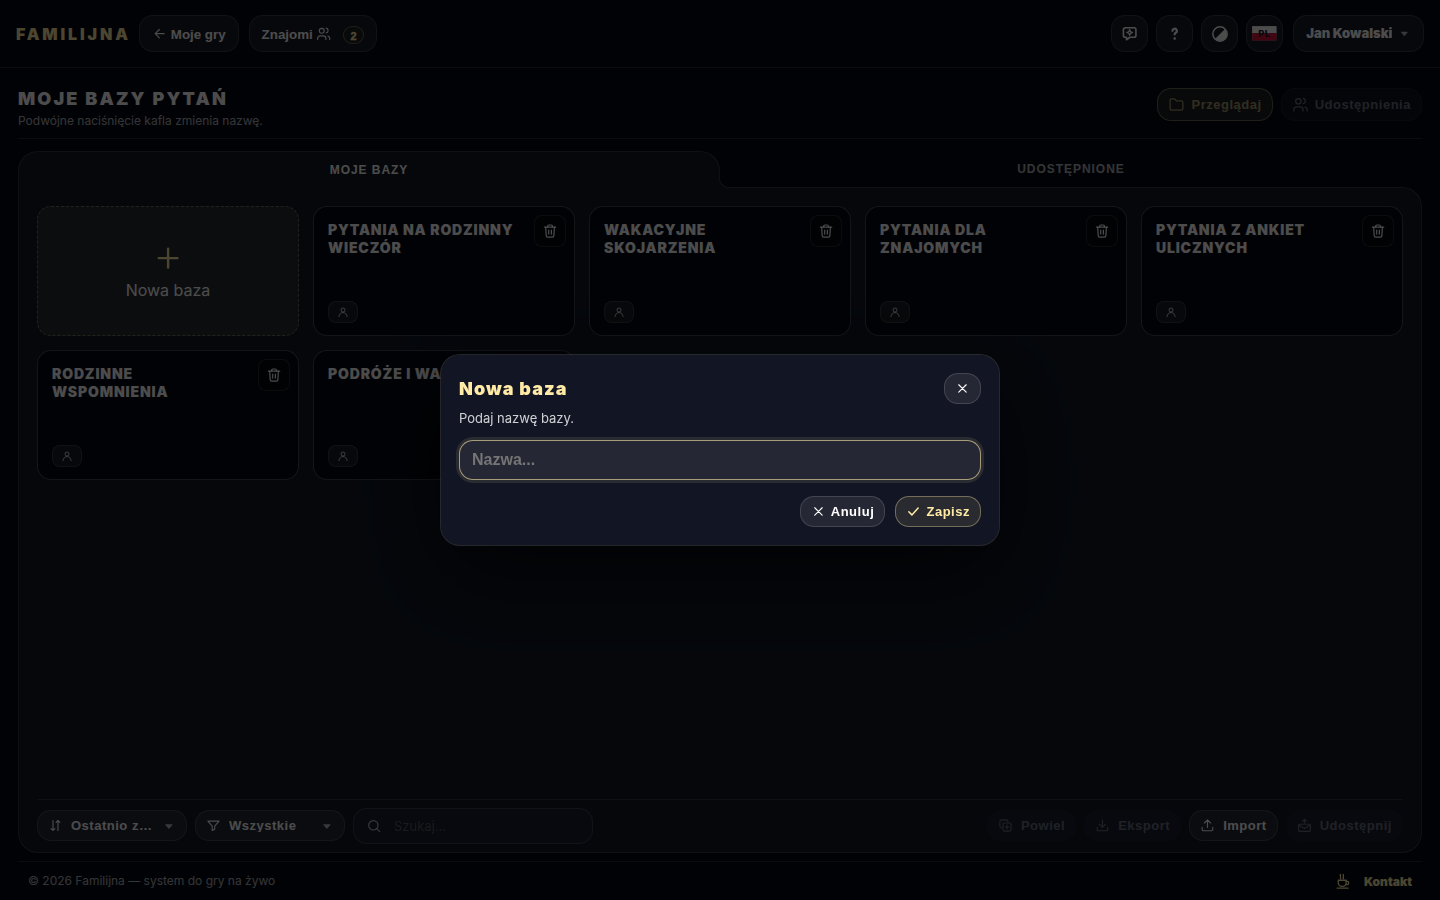 FAMILIJNA
Moje gry
Znajomi
2
?
PL
Jan Kowalski
MOJE BAZY PYTAŃ
Podwójne naciśnięcie kafla zmienia nazwę.
Przeglądaj
Udostępnienia
MOJE BAZY
UDOSTĘPNIONE
Nowa baza
PYTANIA NA RODZINNY
WIECZÓR
WAKACYJNE
SKOJARZENIA
PYTANIA DLA
ZNAJOMYCH
PYTANIA Z ANKIET
ULICZNYCH
RODZINNE
WSPOMNIENIA
PODRÓŻE I WA
Nowa baza
Podaj nazwę bazy.
Nazwa...
Anuluj
Zapisz
Ostatnio z...
Wszystkie
Szukaj...
Powiel
Eksport
Import
Udostępnij
© 2026 Familijna — system do gry na żywo
Kontakt